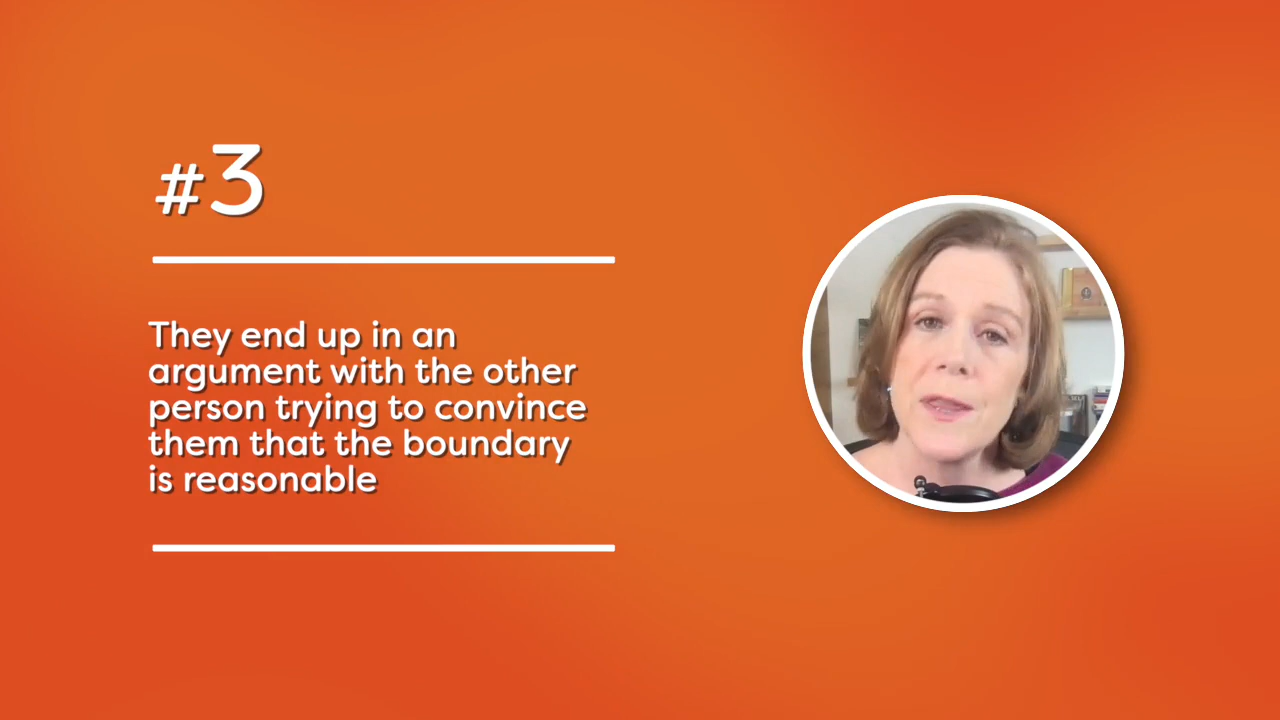 #3
They end up in an
argument with the other
person trying to convince
them that the boundary
is reasonable